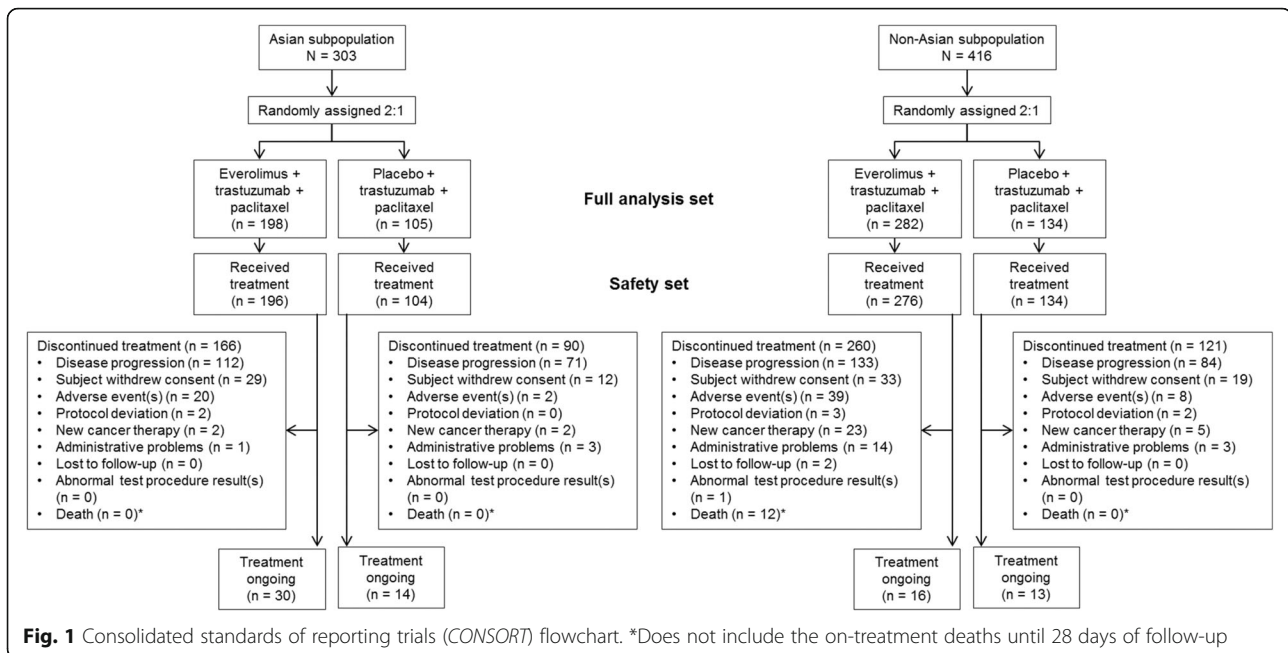 Asian subpopulation
N = 303
Randomly assigned 2:1
Everolimus +
trastuzumab +
paclitaxel
(n = 198)
Placebo +
trastuzumab +
paclitaxel
(n = 105)
Full analysis set
Received
treatment
(n = 196)
Received
treatment
(n = 104)
Safety set
Discontinued treatment (n = 166)
• Disease progression (n = 112)
• Subject withdrew consent (n = 29)
• Adverse event(s) (n = 20)
• Protocol deviation (n = 2)
• New cancer therapy (n = 2)
• Administrative problems (n = 1)
• Lost to follow-up (n = 0)
• Abnormal test procedure result(s)
(n = 0)
• Death (n = 0)*
Discontinued treatment (n = 90)
• Disease progression (n = 71)
• Subject withdrew consent (n = 12)
• Adverse event(s) (n = 2)
• Protocol deviation (n = 0)
• New cancer therapy (n = 2)
• Administrative problems (n = 3)
• Lost to follow-up (n = 0)
• Abnormal test procedure result(s)
(n = 0)
• Death (n = 0)*
Treatment
ongoing
(n = 30)
Treatment
ongoing
(n = 14)
Non-Asian subpopulation
N = 416
Randomly assigned 2:1
Everolimus +
trastuzumab +
paclitaxel
(n = 282)
Placebo +
trastuzumab +
paclitaxel
(n = 134)
Received
treatment
(n = 276)
Received
treatment
(n = 134)
Discontinued treatment (n = 260)
• Disease progression (n = 133)
• Subject withdrew consent (n = 33)
• Adverse event(s) (n = 39)
• Protocol deviation (n = 3)
• New cancer therapy (n = 23)
• Administrative problems (n = 14)
• Lost to follow-up (n = 2)
• Abnormal test procedure result(s)
(n = 1)
• Death (n = 12)*
Discontinued treatment (n = 121)
• Disease progression (n = 84)
• Subject withdrew consent (n = 19)
• Adverse event(s) (n = 8)
• Protocol deviation (n = 2)
• New cancer therapy (n = 5)
• Administrative problems (n = 3)
• Lost to follow-up (n = 0)
• Abnormal test procedure result(s)
(n = 0)
• Death (n = 0)*
Treatment
ongoing
(n = 16)
Treatment
ongoing
(n = 13)
Fig. 1 Consolidated standards of reporting trials (CONSORT) flowchart. *Does not include the on-treatment deaths until 28 days of follow-up